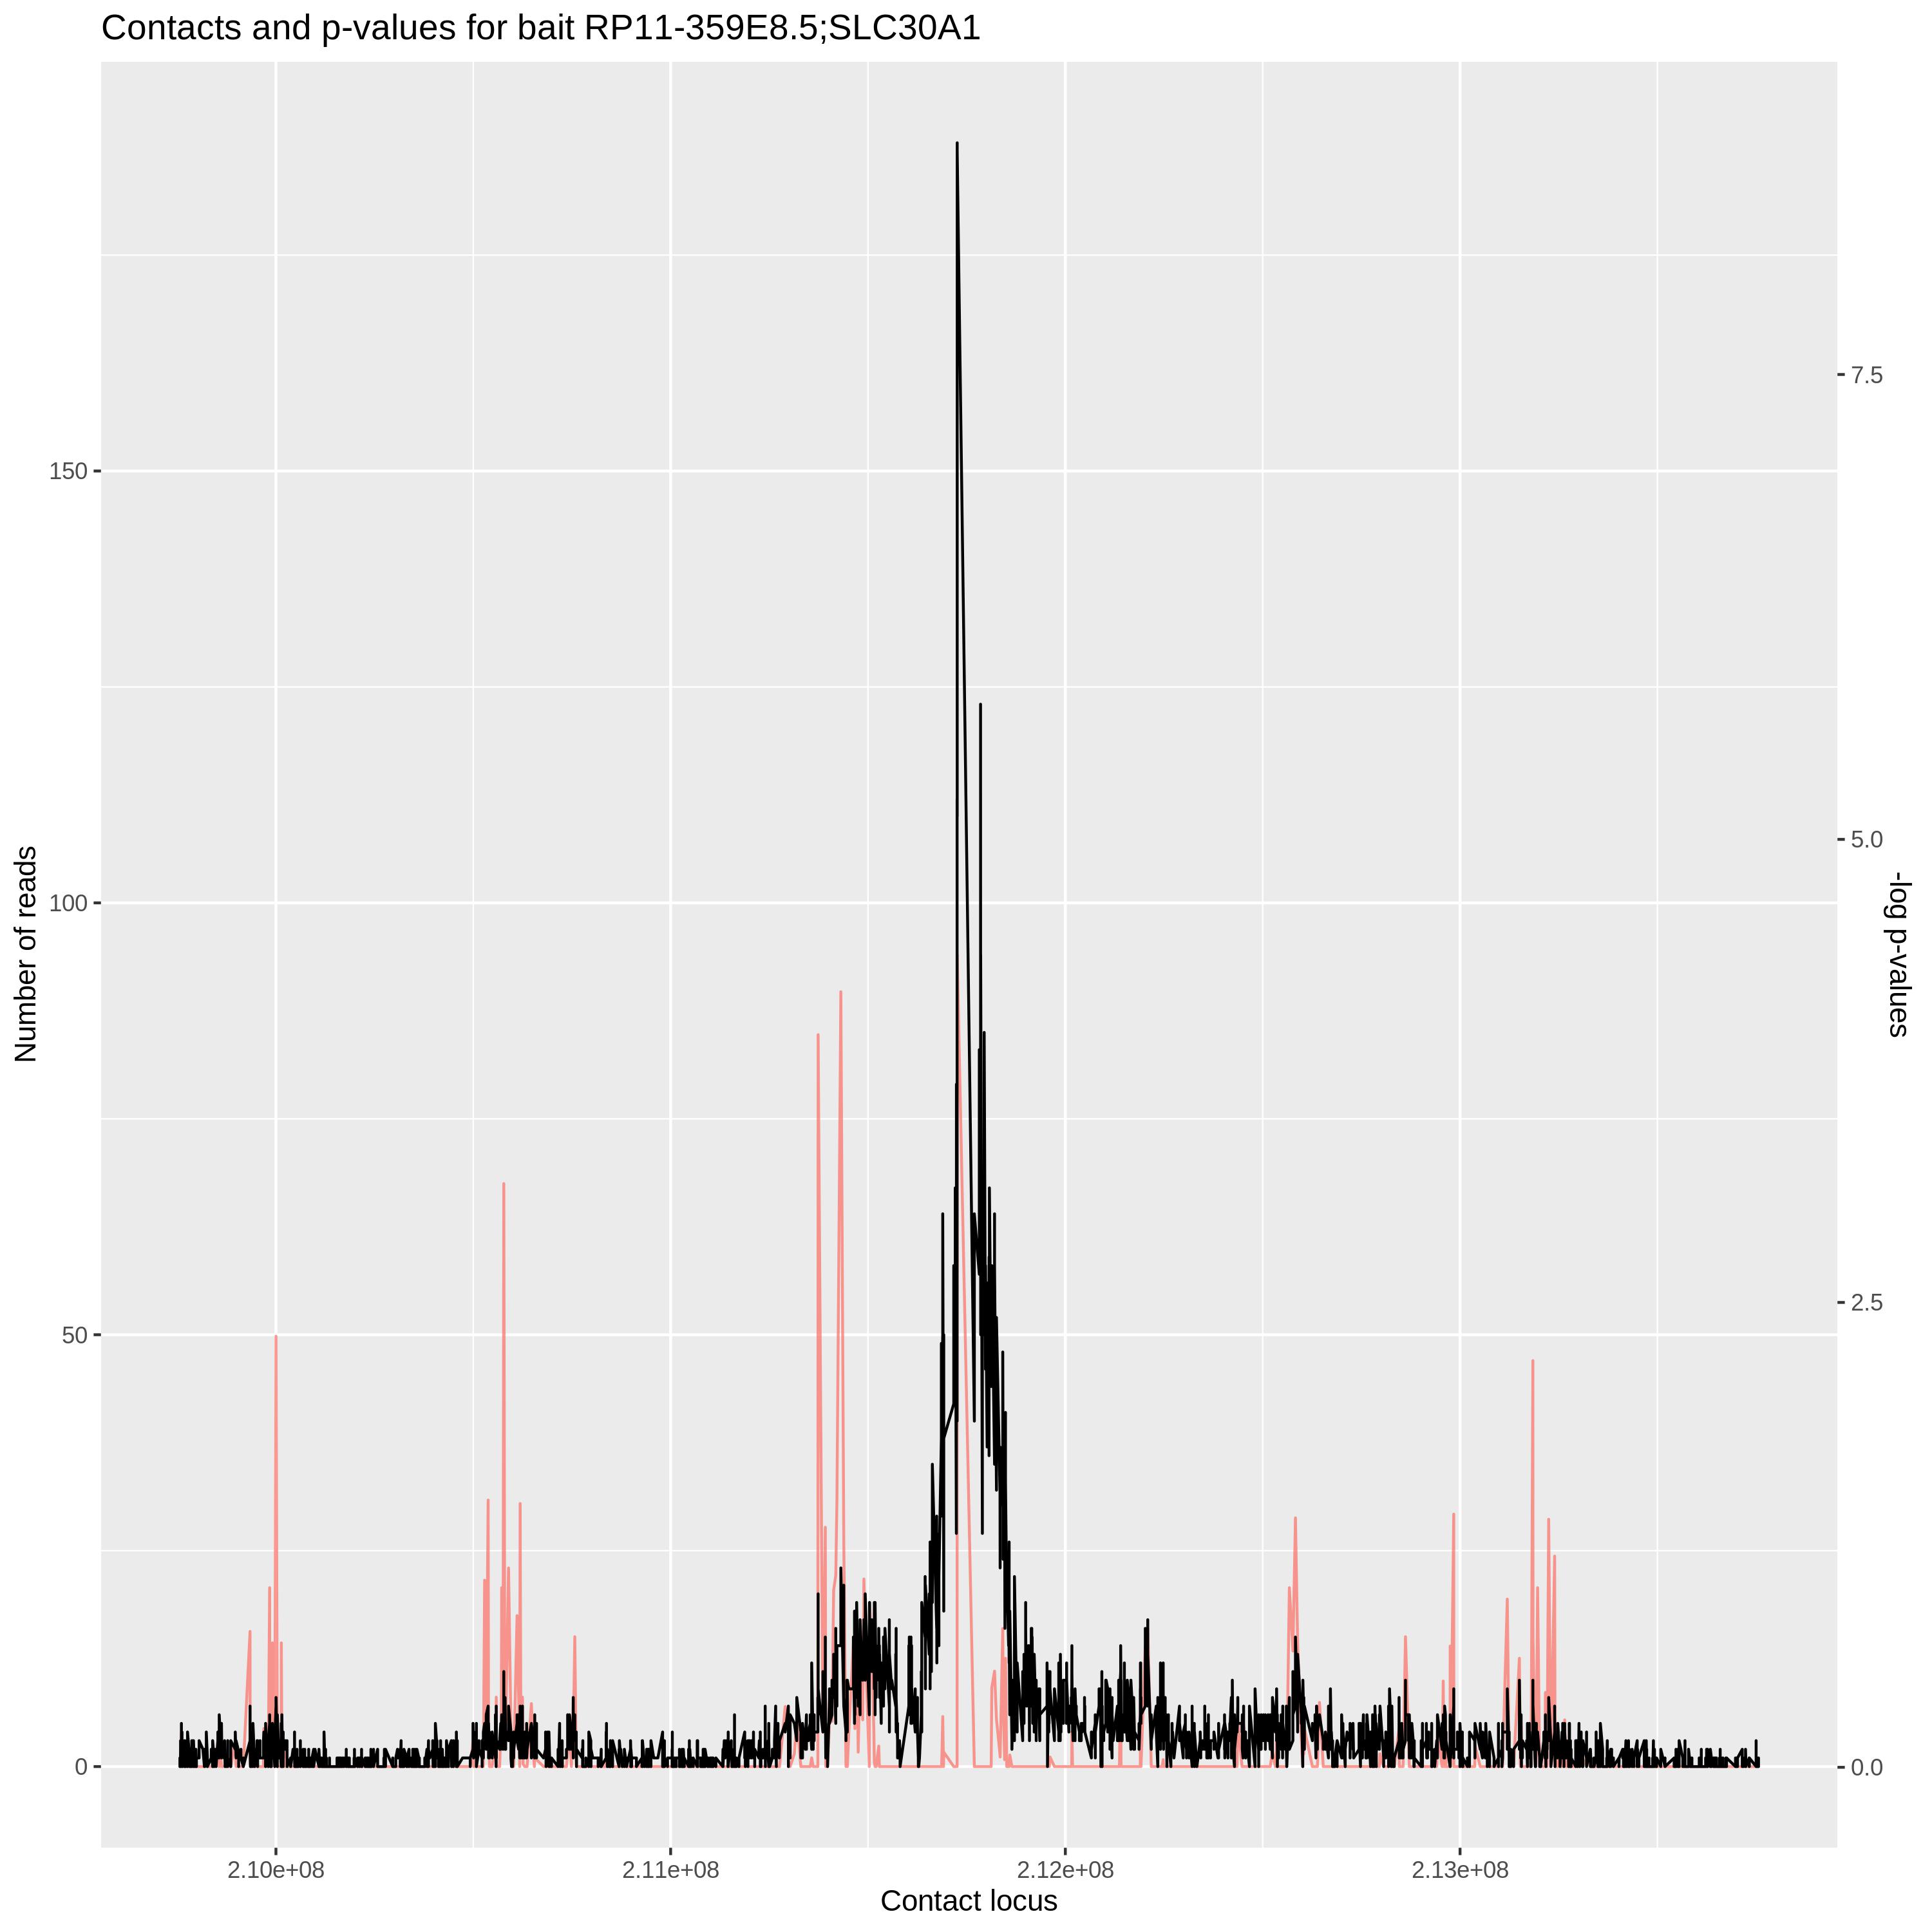 Contacts and p-values for bait RP11-359E8.5;SLC30A1
Number of reads
150
100
50
0
7.5
5.0
2.5
0.0
-log p-values
2.10e+08 2.11e+08 2.12e+08 2.13e+08
Contact locus